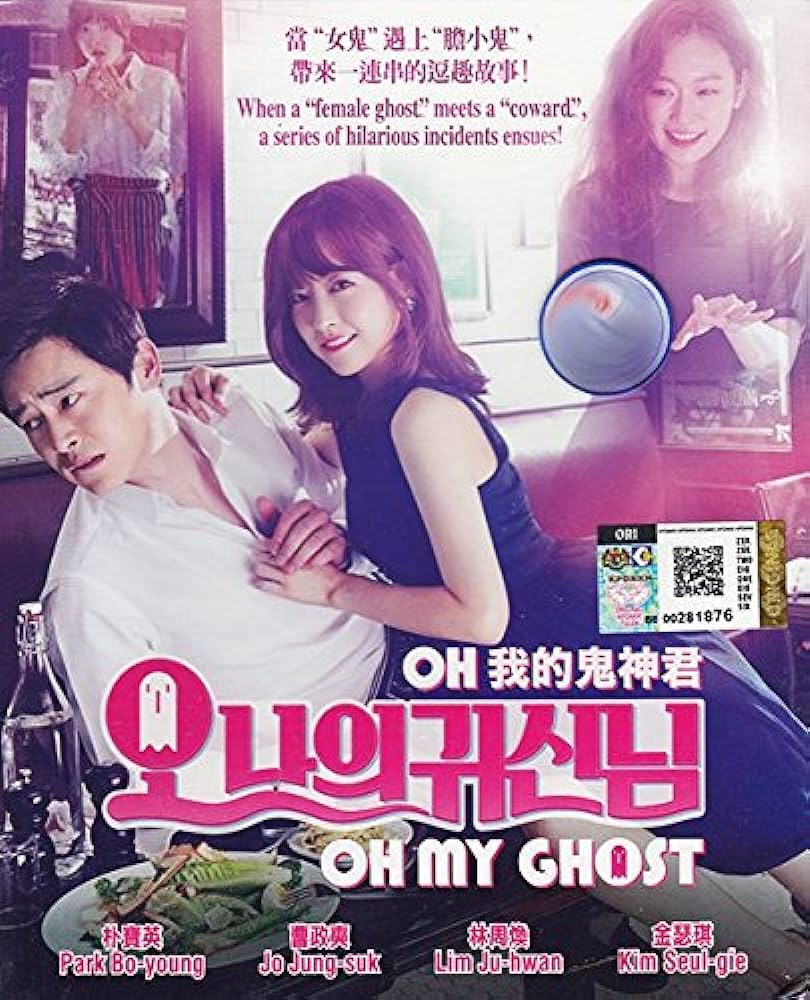 當“女鬼”遇上“膽小鬼”，
帶來一連串的逗趣故事！
When a “female ghost” meets a “coward”,
a series of hilarious incidents ensues!
ORI
00281876
OH 我的鬼神君
오 나의 귀신님
OH MY GHOST
朴寶英
Park Bo-young
曹政奭
Jo Jung-suk
林周煥
Lim Ju-hwan
金瑟琪
Kim Seul-gie